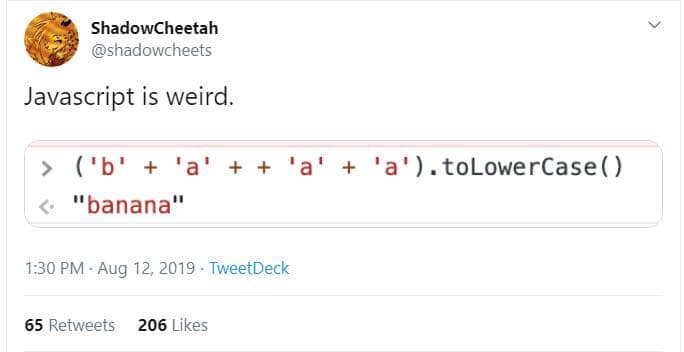 ShadowCheetah
@shadowcheets
Javascript is weird.
> ('b' + 'a' + + 'a' + 'a').toLowerCase()
"banana"
1:30 PM · Aug 12, 2019 · TweetDeck
65 Retweets 206 Likes